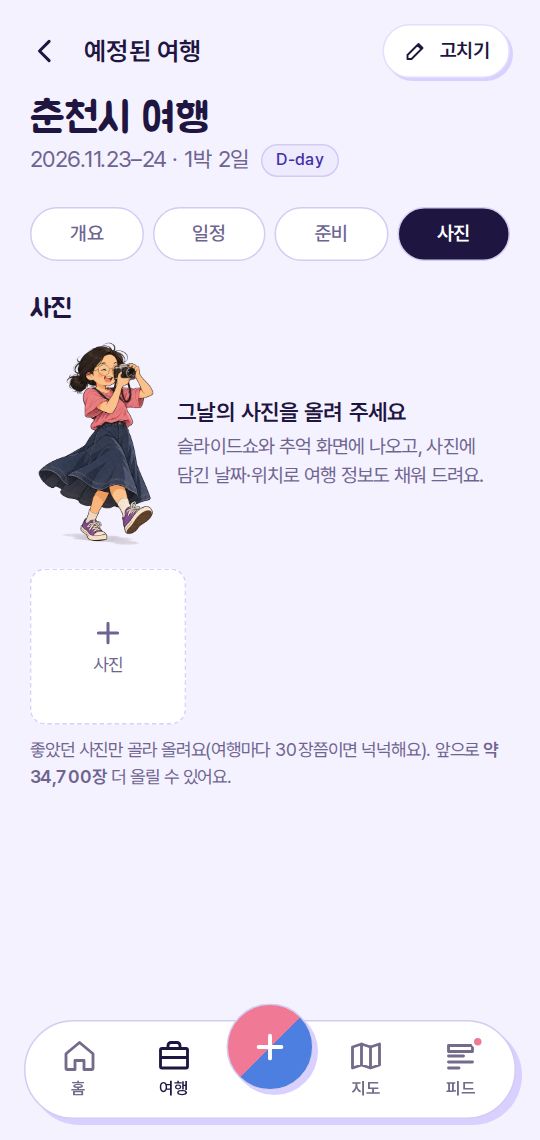 예정된 여행
고치기
춘천시 여행
2026.11.23–24 · 1박 2일 D-day
개요 일정 준비 사진
사진
그날의 사진을 올려 주세요
슬라이드쇼와 추억 화면에 나오고, 사진에
담긴 날짜·위치로 여행 정보도 채워 드려요.
사진
좋았던 사진만 골라 올려요(여행마다 30장쯤이면 넉넉해요). 앞으로 약
34,700장 더 올릴 수 있어요.
홈 여행 지도 피드